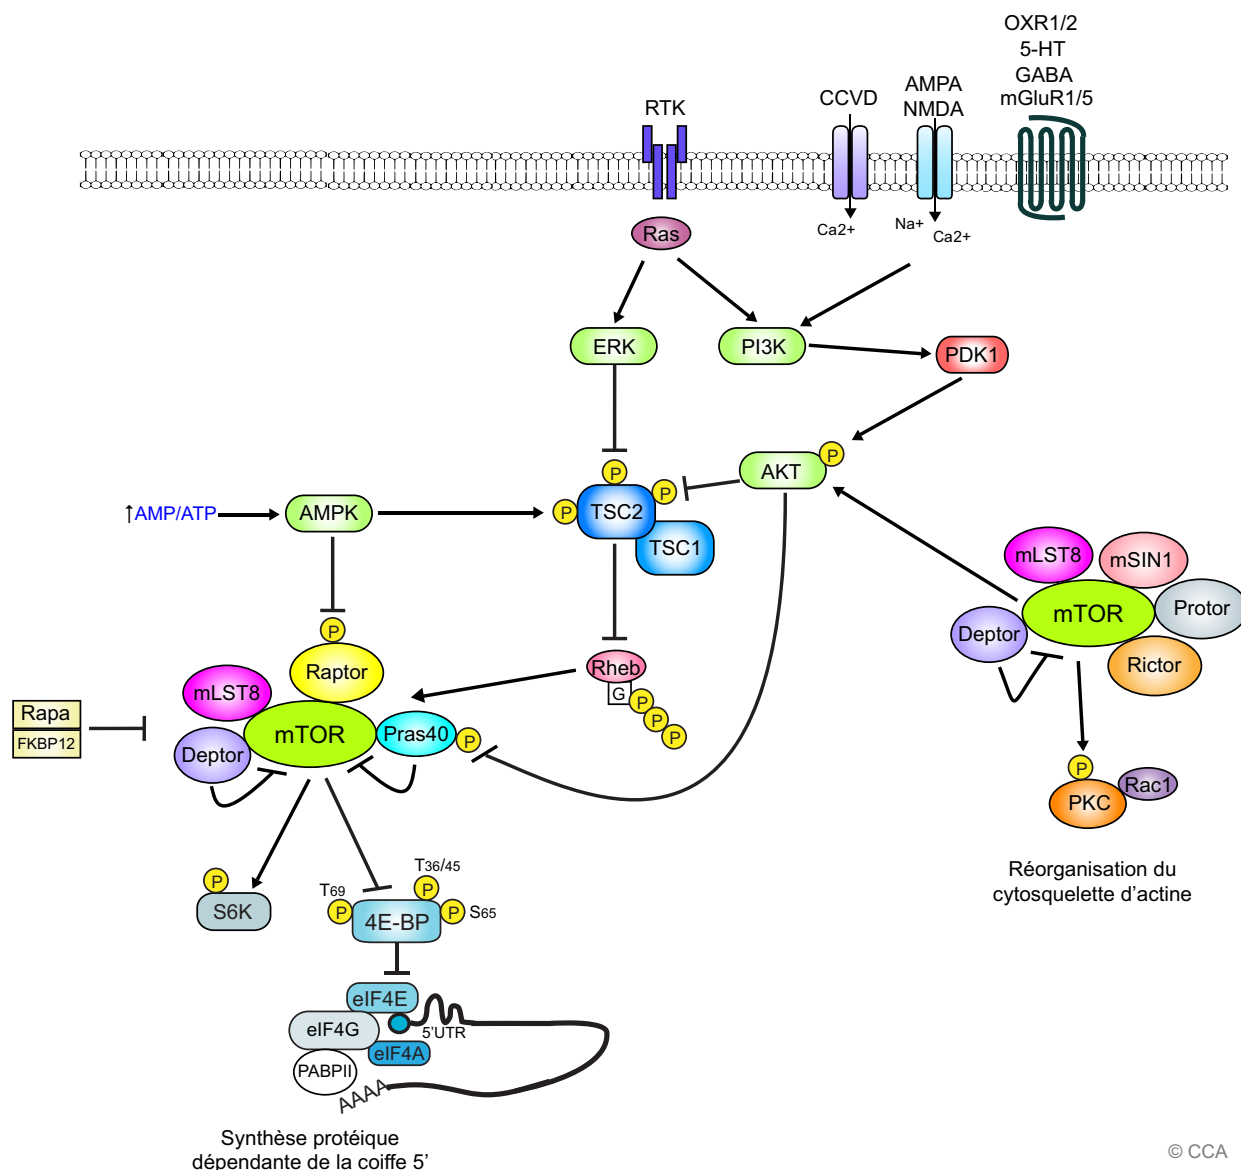 OXR1/2
5-HT
GABA
mGluR1/5
AMPA
NMDA
CCVD
RTK
Ca2+
Na+
Ca2+
Ras
ERK
PI3K
PDK1
P
AKT
P
P
P
TSC2
TSC1
↑AMP/ATP
AMPK
mLST8
mSIN1
mTOR
Protor
Deptor
Rictor
P
Raptor
Rheb
G
P
P
P
mLST8
mTOR
Pras40
P
Deptor
Rapa
FKBP12
P
PKC
Rac1
Réorganisation du
cytosquelette d’actine
P
S6K
T36/45
P
T69
P
4E-BP
P
S65
eIF4E
eIF4G
5’UTR
eIF4A
PABPII
AAAA
Synthèse protéique
dépendante de la coiffe 5’
© CCA